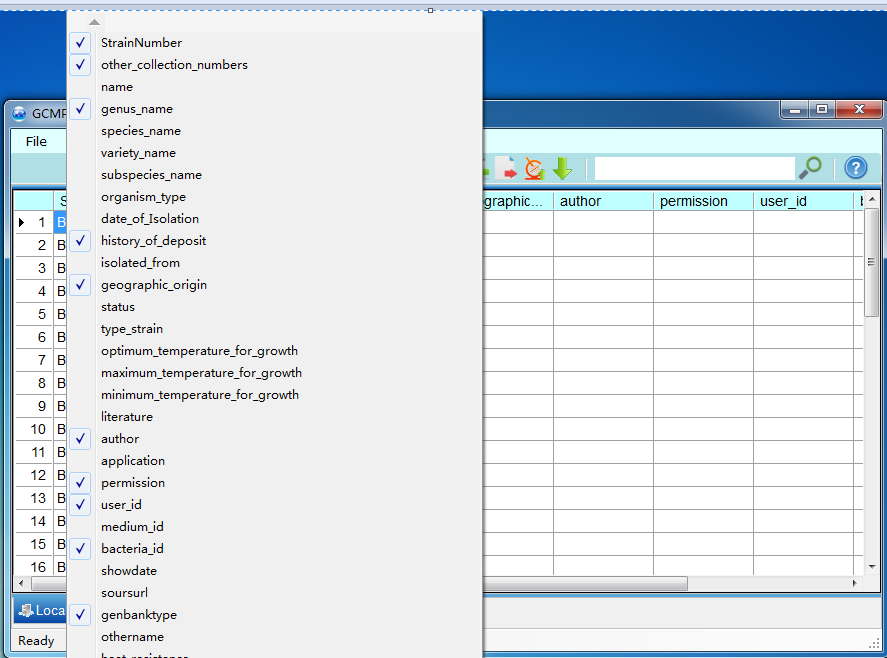 StrainNumber
other_collection_numbers
name
genus_name
species_name
variety_name
subspecies_name
organism_type
date_of_Isolation
history_of_deposit
isolated_from
geographic_origin
status
type_strain
optimum_temperature_for_growth
maximum_temperature_for_growth
minimum_temperature_for_growth
literature
author
application
permission
user_id
medium_id
bacteria_id
showdate
soursurl
genbanktype
othername
heat_resistance
GCMP
File
S graphic... author permission user_id b
1 B
2 B
3 B
4 B
5 B
6 B
7 B
8 B
9 B
10 B
11 B
12 B
13 B
14 B
15 B
16 B
Loca
Ready